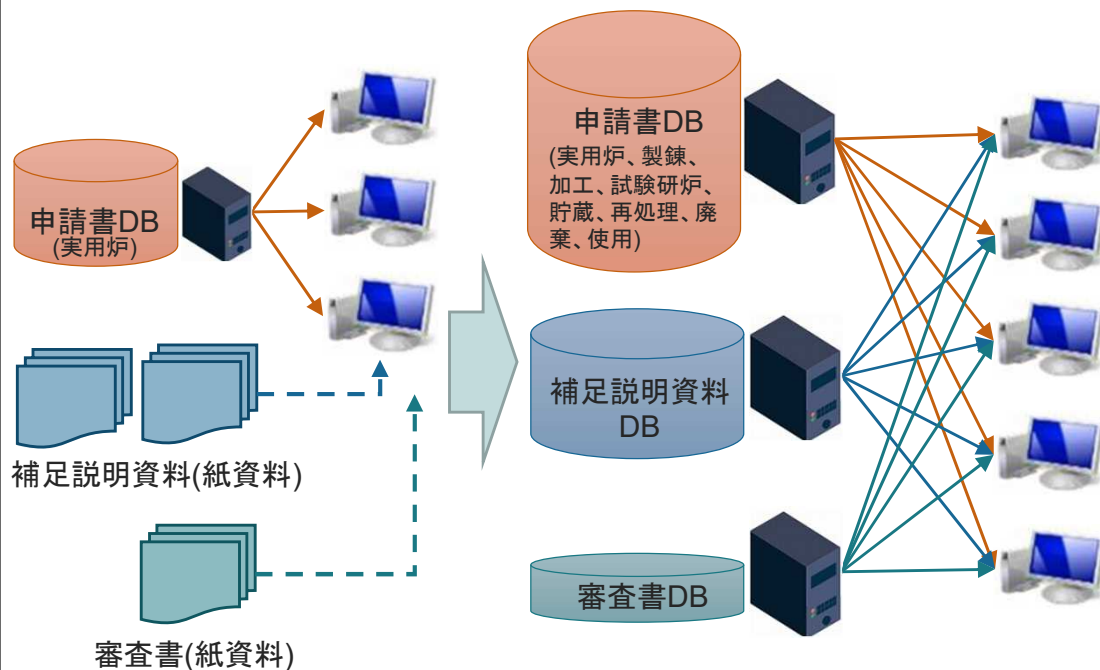 申請書DB
(実用炉)
補足説明資料(紙資料)
審査書(紙資料)
申請書DB
(実用炉、製錬、
加工、試験研炉、
貯蔵、再処理、廃
棄、使用)
補足説明資料
DB
審査書DB